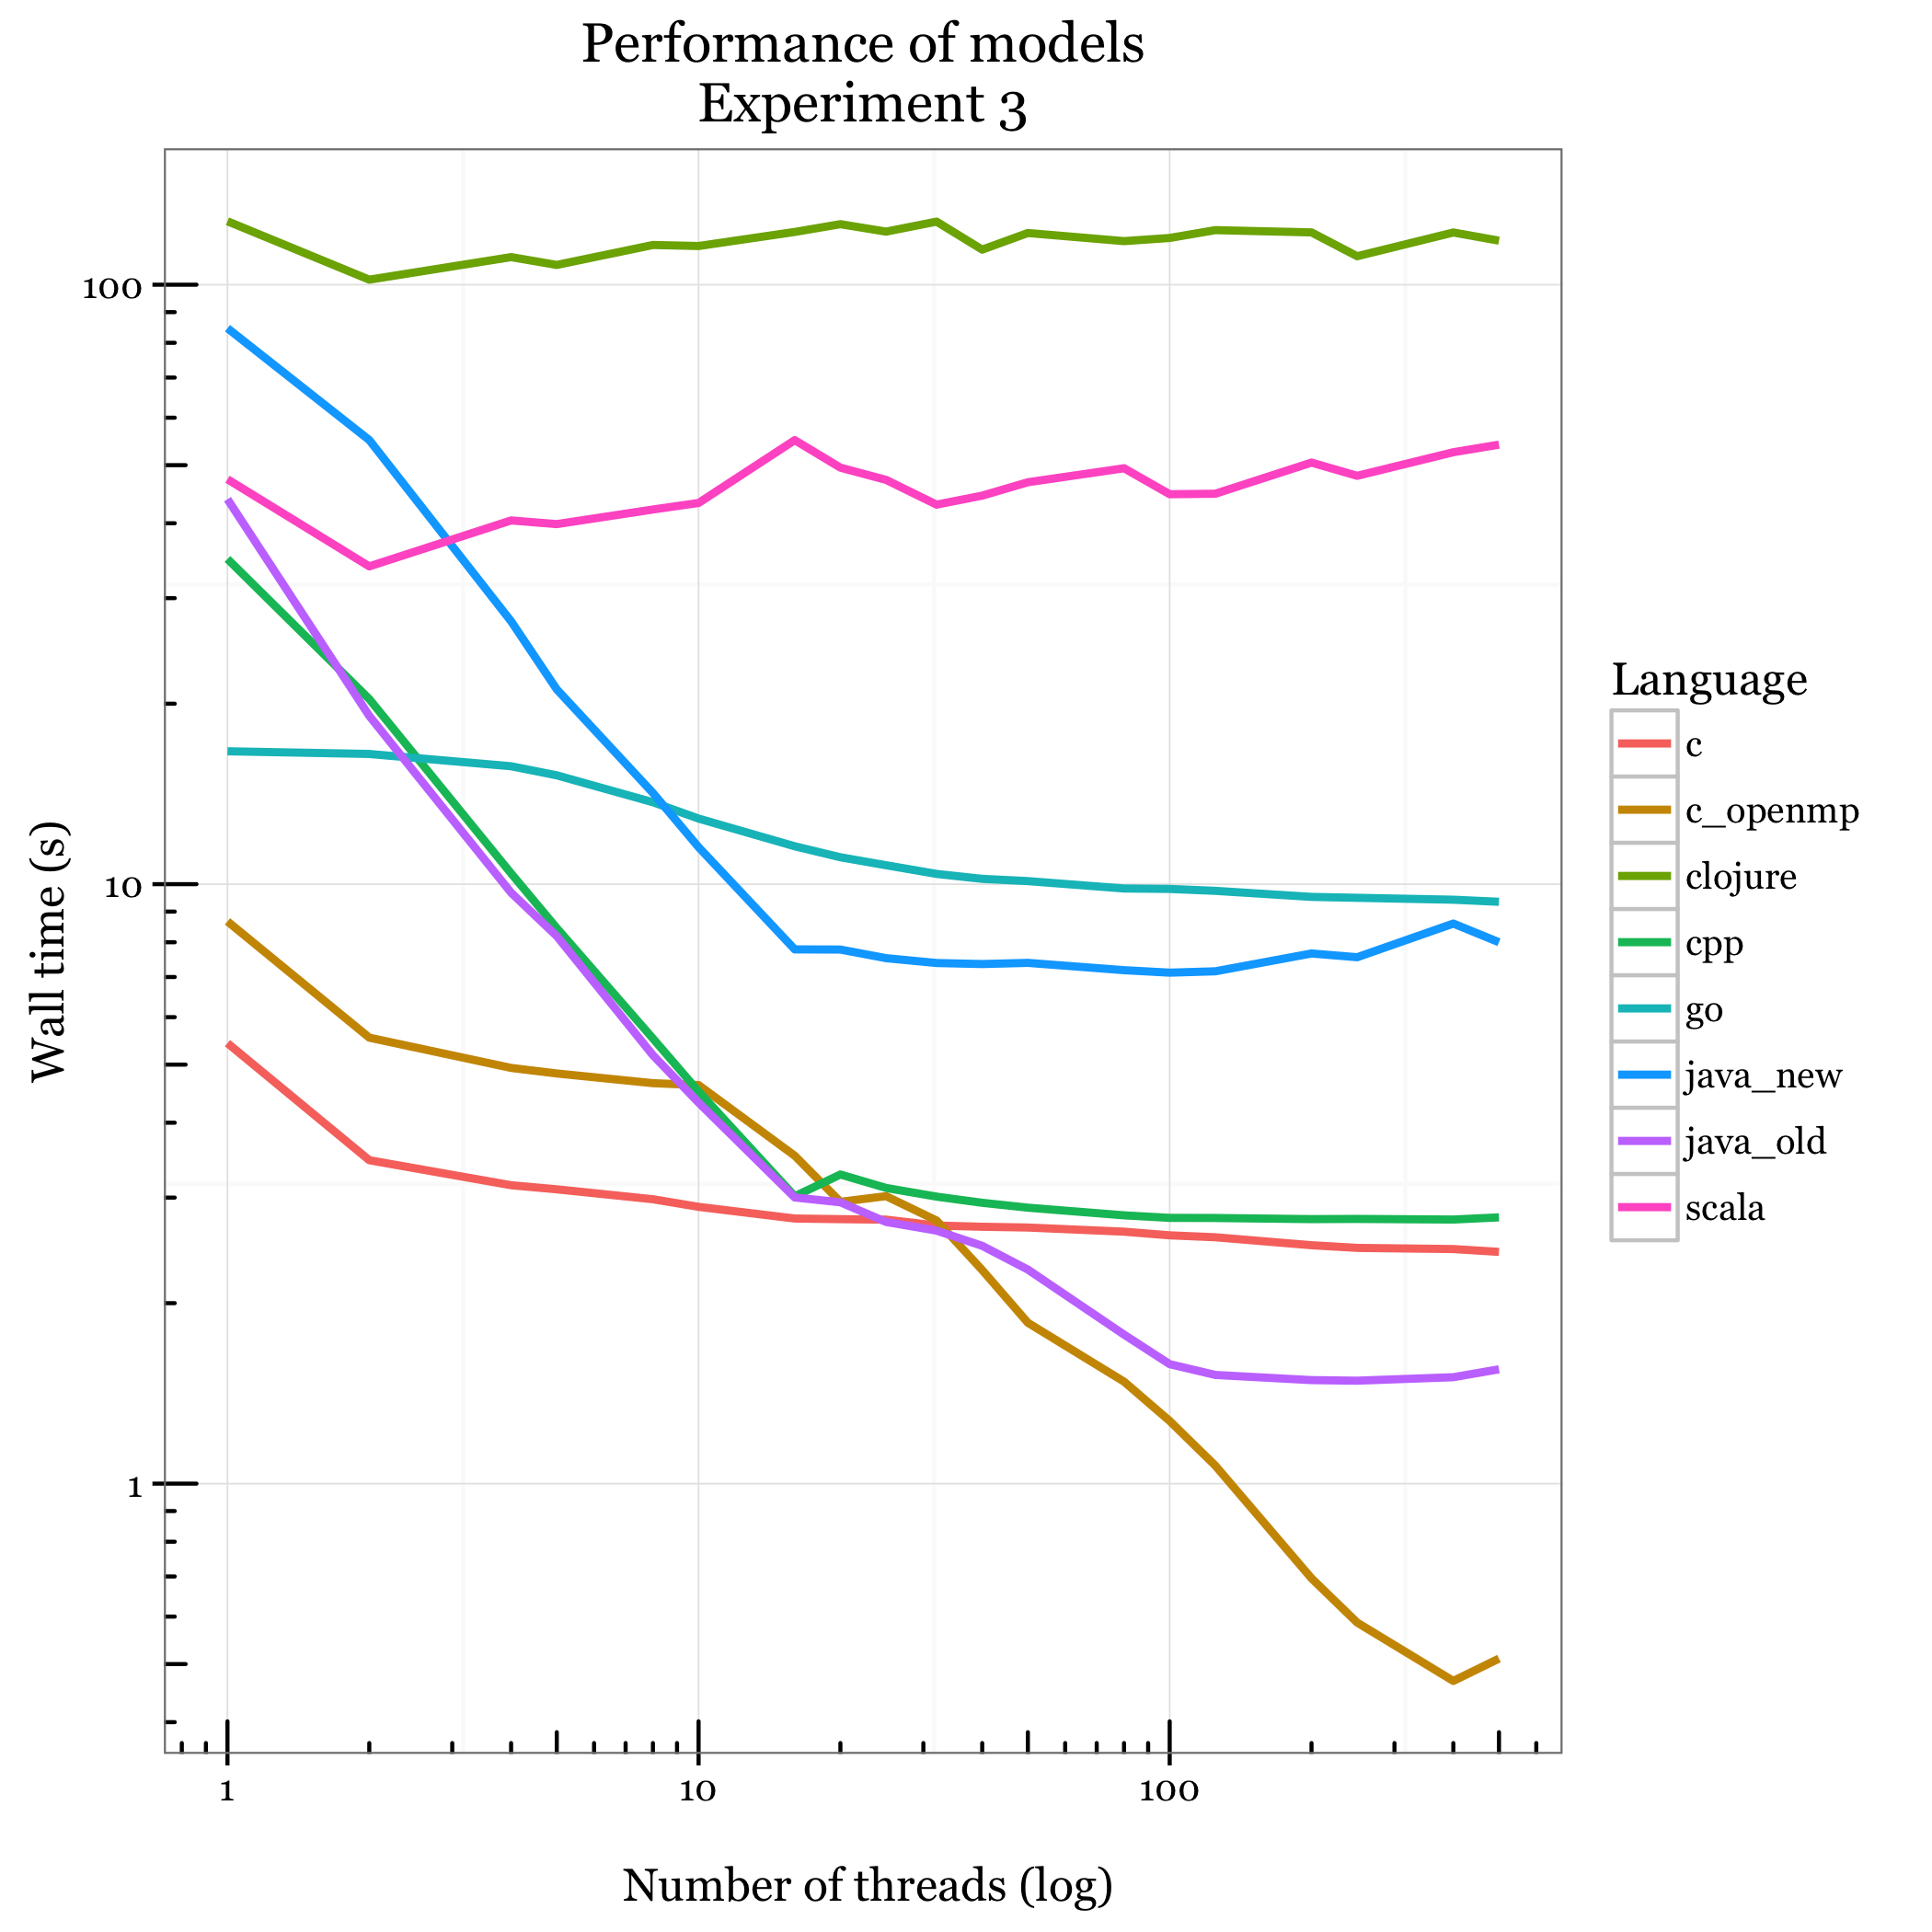 Performance of models
Experiment 3
Wall time (s)
100
10
1
1
10
100
Number of threads (log)
Language
c
c_openmp
clojure
cpp
go
java_new
java_old
scala